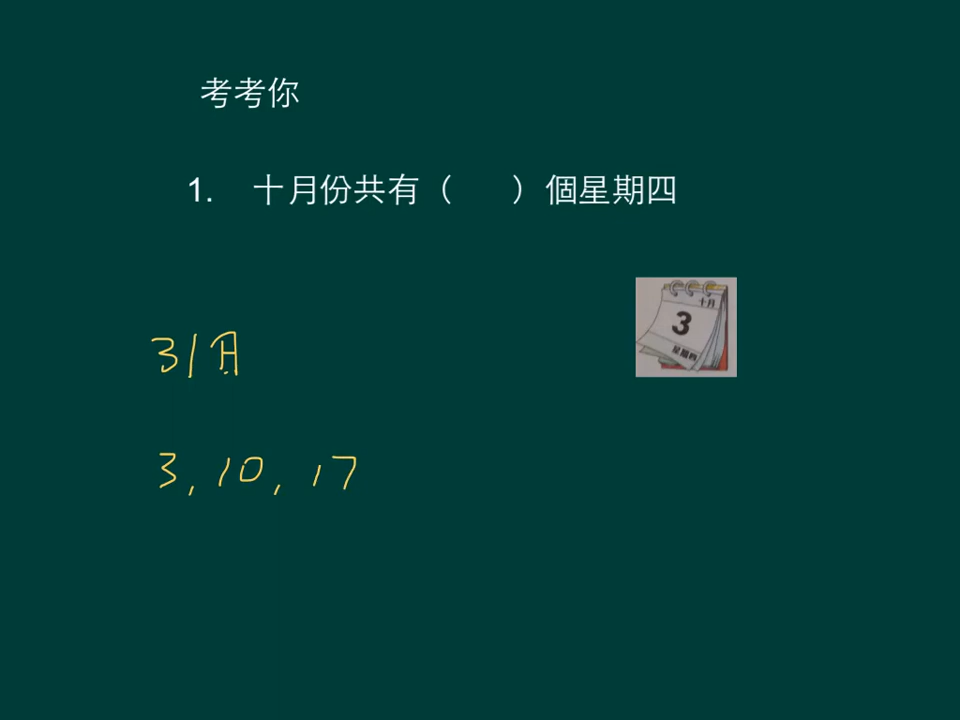 考考你
1. 十月份共有（ ）個星期四
十月
3
星期四
31月
3, 10, 17